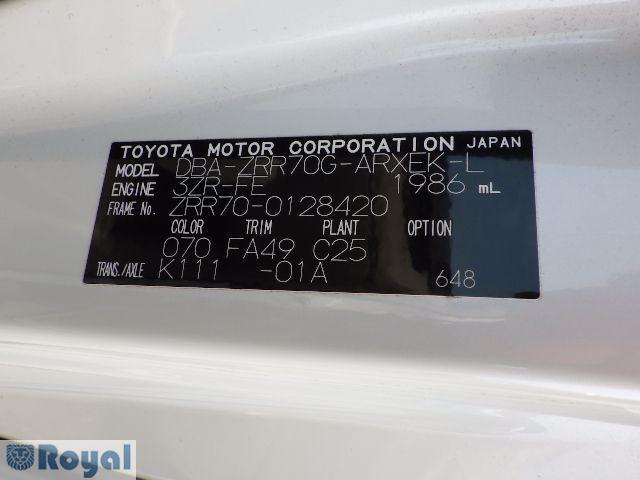 TOYOTA MOTOR CORPORATION JAPAN
MODEL DBA-ZRR70G-ARXEK-L
ENGINE 3ZR-FE 1986 mL
FRAME No. ZRR70-0128420
COLOR TRIM PLANT OPTION
070 FA49 C25
TRANS./AXLE K111 -01A 648
Royal